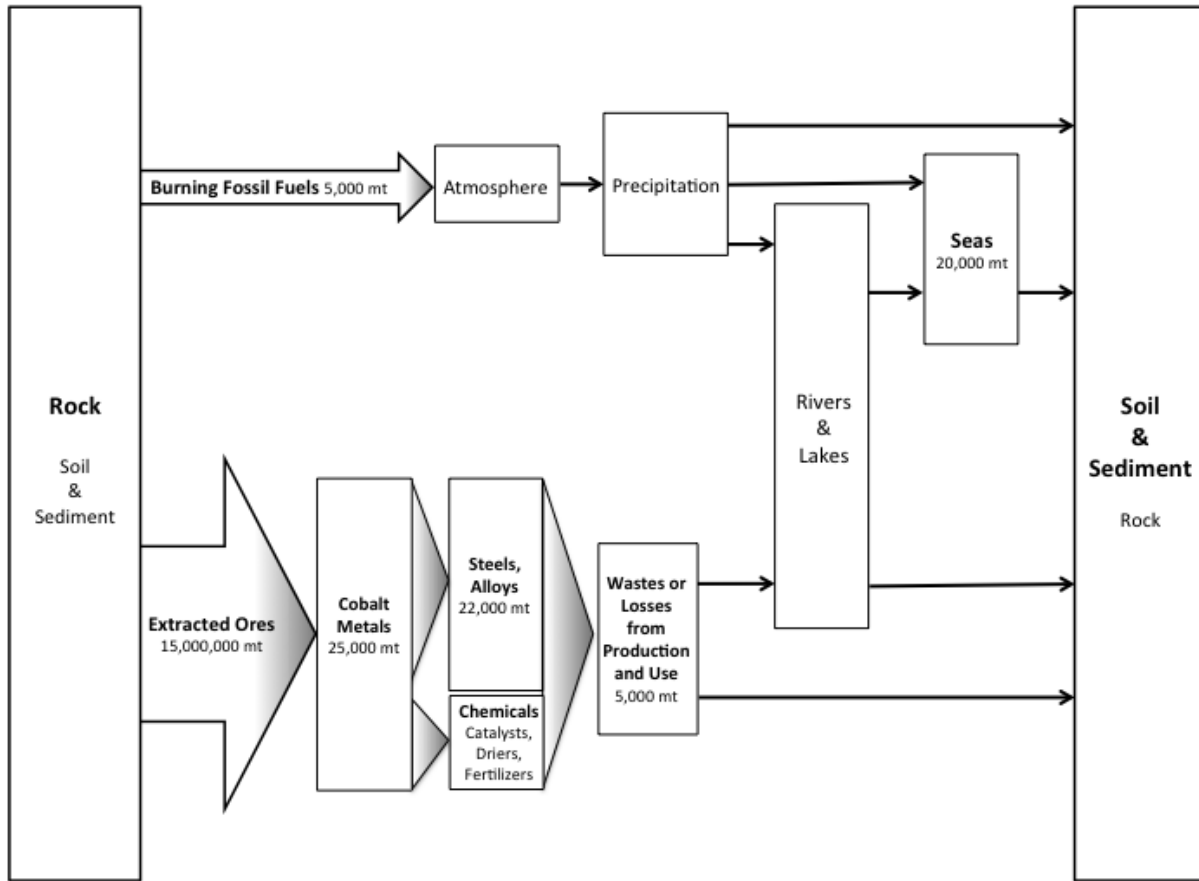 Rock
Soil
&
Sediment
Burning Fossil Fuels 5,000 mt
Atmosphere
Precipitation
Seas
20,000 mt
Rivers
&
Lakes
Extracted Ores
15,000,000 mt
Cobalt
Metals
25,000 mt
Steels,
Alloys
22,000 mt
Chemicals
Catalysts,
Driers,
Fertilizers
Wastes or
Losses
from
Production
and Use
5,000 mt
Soil
&
Sediment
Rock